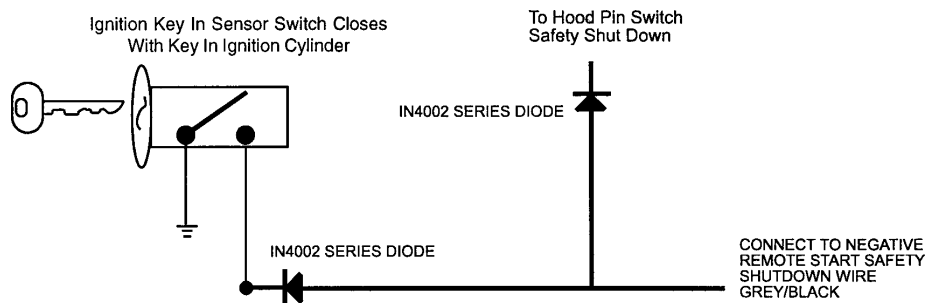 Ignition Key In Sensor Switch Closes
With Key In Ignition Cylinder
To Hood Pin Switch
Safety Shut Down
IN4002 SERIES DIODE
IN4002 SERIES DIODE
CONNECT TO NEGATIVE
REMOTE START SAFETY
SHUTDOWN WIRE
GREY/BLACK